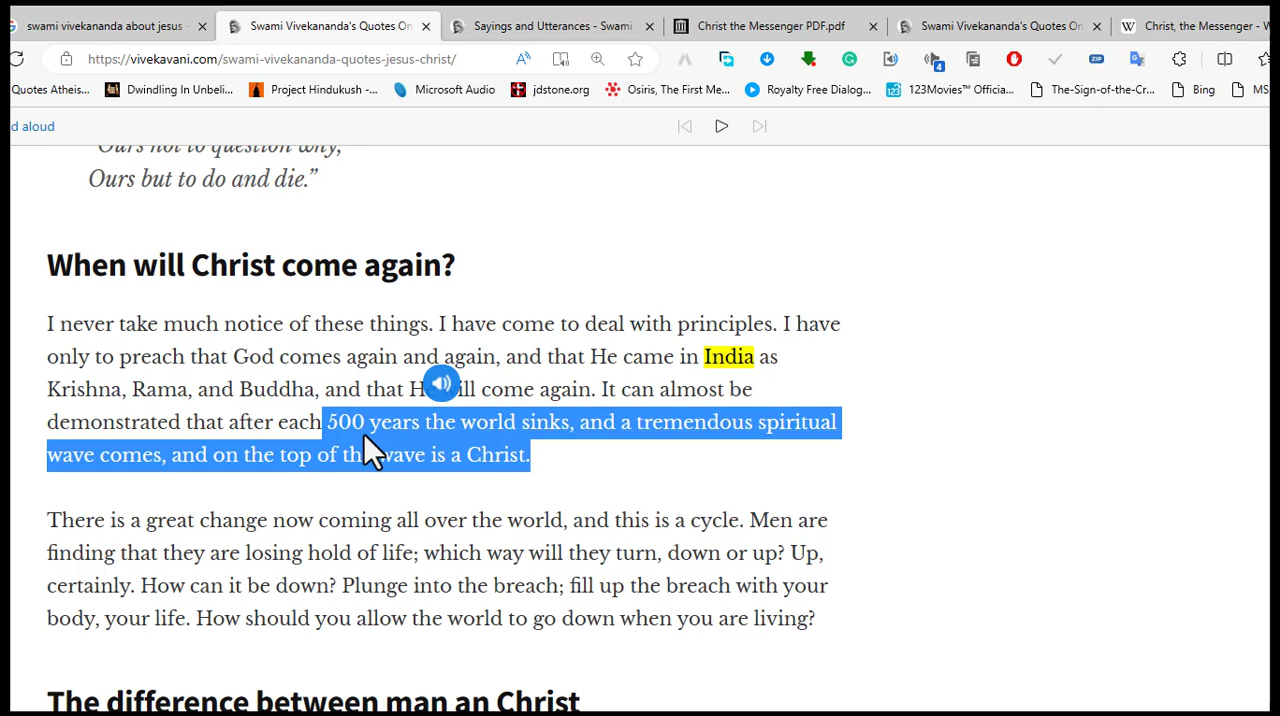 swami vivekananda about jesus -
Swami Vivekananda's Quotes On
Sayings and Utterances - Swami
Christ the Messenger PDF.pdf
Swami Vivekananda's Quotes On
Christ, the Messenger - W
https://vivekavani.com/swami-vivekananda-quotes-jesus-christ/
4
ZIP
Quotes Atheis...
Dwindling In Unbeli...
Project Hindukush -...
Microsoft Audio
jdstone.org
Osiris, The First Me...
Royalty Free Dialog...
123Movies™ Officia...
The-Sign-of-the-Cr...
Bing
MS
d aloud
"Ours not to question why,
Ours but to do and die.”
When will Christ come again?
I never take much notice of these things. I have come to deal with principles. I have
only to preach that God comes again and again, and that He came in India as
Krishna, Rama, and Buddha, and that He will come again. It can almost be
demonstrated that after each 500 years the world sinks, and a tremendous spiritual
wave comes, and on the top of the wave is a Christ.
There is a great change now coming all over the world, and this is a cycle. Men are
finding that they are losing hold of life; which way will they turn, down or up? Up,
certainly. How can it be down? Plunge into the breach; fill up the breach with your
body, your life. How should you allow the world to go down when you are living?
The difference between man an Christ